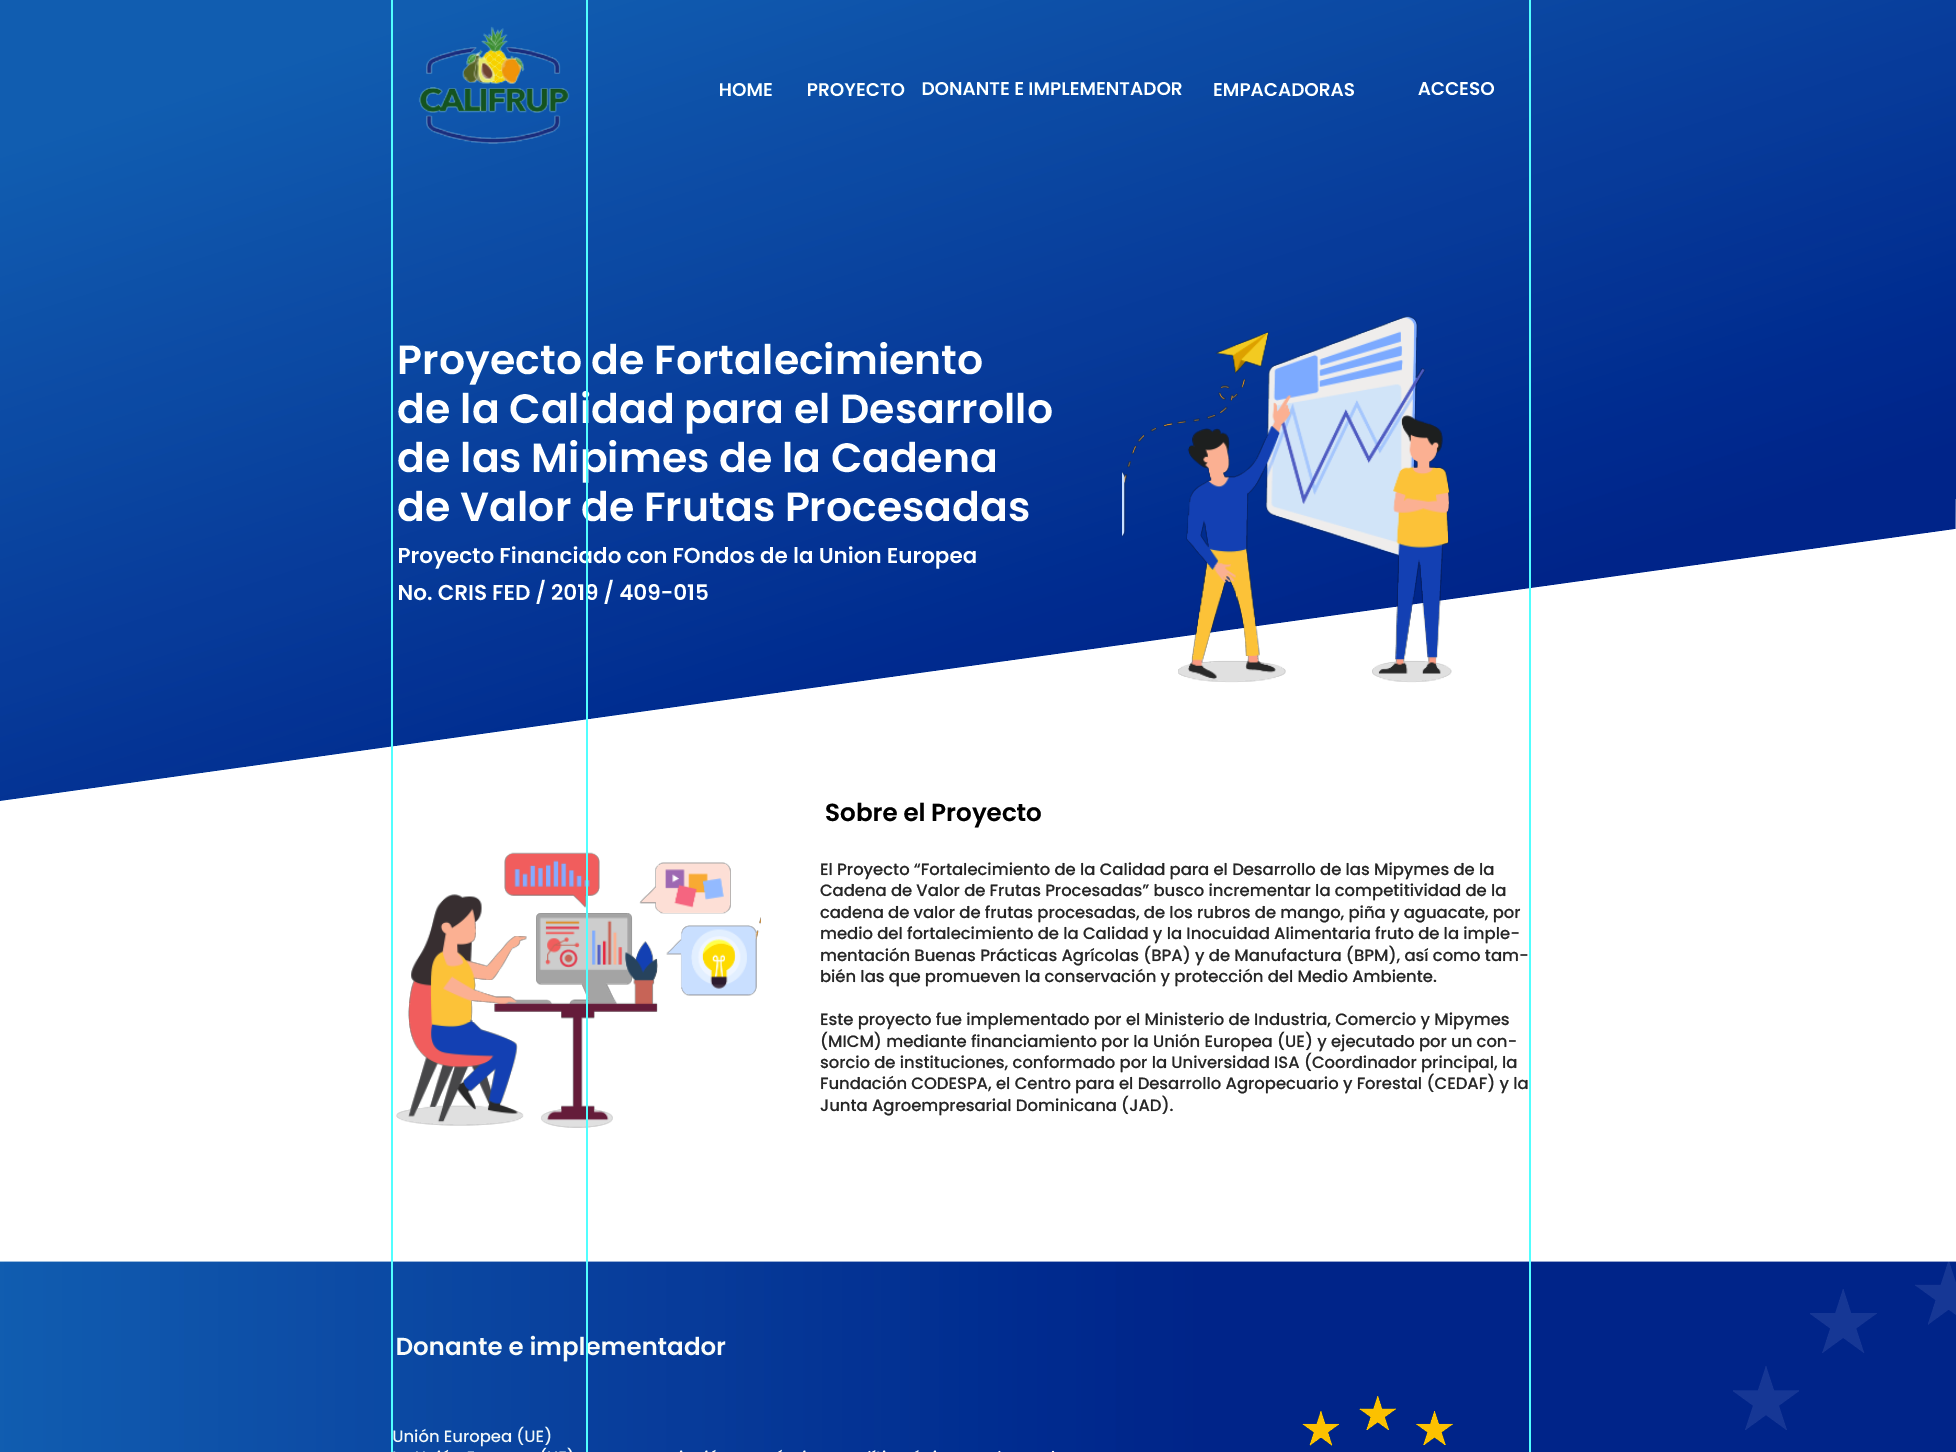 CALIFRUP
HOME PROYECTO DONANTE E IMPLEMENTADOR EMPACADORAS ACCESO
Proyecto de Fortalecimiento
de la Calidad para el Desarrollo
de las Mipimes de la Cadena
de Valor de Frutas Procesadas
Proyecto Financiado con FOndos de la Union Europea
No. CRIS FED / 2019 / 409-015
Sobre el Proyecto
El Proyecto “Fortalecimiento de la Calidad para el Desarrollo de las Mipymes de la
Cadena de Valor de Frutas Procesadas” busco incrementar la competitividad de la
cadena de valor de frutas procesadas, de los rubros de mango, piña y aguacate, por
medio del fortalecimiento de la Calidad y la Inocuidad Alimentaria fruto de la imple-
mentación Buenas Prácticas Agrícolas (BPA) y de Manufactura (BPM), así como tam-
bién las que promueven la conservación y protección del Medio Ambiente.
Este proyecto fue implementado por el Ministerio de Industria, Comercio y Mipymes
(MICM) mediante financiamiento por la Unión Europea (UE) y ejecutado por un con-
sorcio de instituciones, conformado por la Universidad ISA (Coordinador principal, la
Fundación CODESPA, el Centro para el Desarrollo Agropecuario y Forestal (CEDAF) y la
Junta Agroempresarial Dominicana (JAD).
Donante e implementador
Unión Europea (UE)